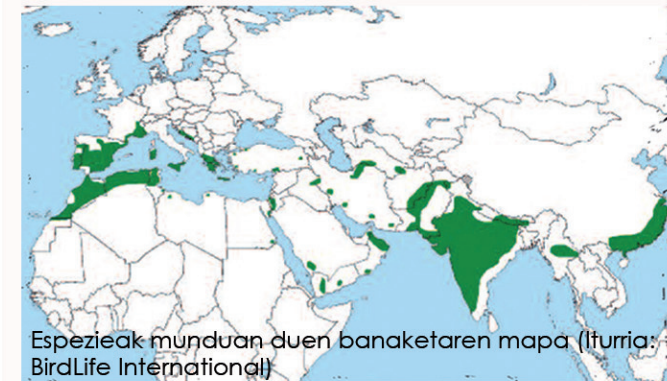 Espezieak munduan duen banaketaren mapa (Iturria:
BirdLife International)